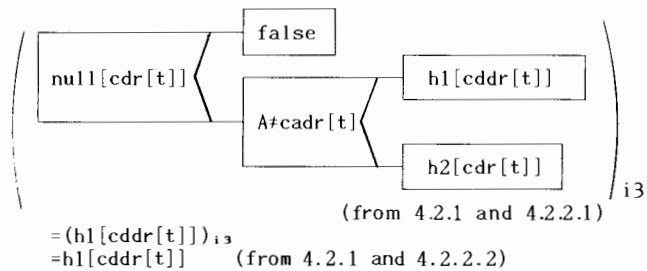 false
null[cdr[t]]
h1[cddr[t]]
A≠cadr[t]
h2[cdr[t]]
i3
(from 4.2.1 and 4.2.2.1)
=(h1[cddr[t]])i3
=h1[cddr[t]] (from 4.2.1 and 4.2.2.2)